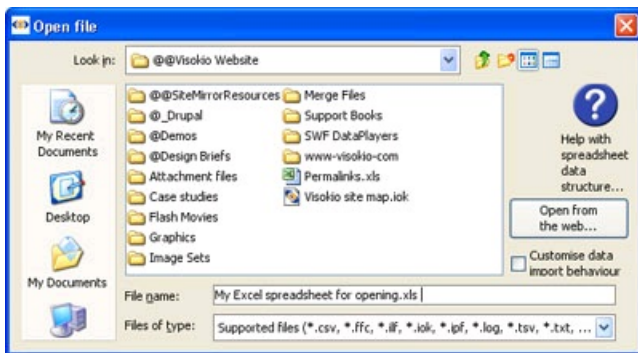 Open file
Look in:
@@Visokio Website
My Recent
Documents
Desktop
My Documents
@@SiteMirrorResources
@_Drupal
@Demos
@Design Briefs
Attachment files
Case studies
Flash Movies
Graphics
Image Sets
Merge Files
Support Books
SWF DataPlayers
www-visokio-com
Permalinks.xls
Visokio site map.iok
?
Help with
spreadsheet
data
structure...
Open from
the web...
Customise data
import behaviour
File name:
My Excel spreadsheet for opening.xls
Files of type:
Supported files (*.csv, *.ffc, *.ilf, *.iok, *.ipf, *.log, *.tsv, *.txt, ...